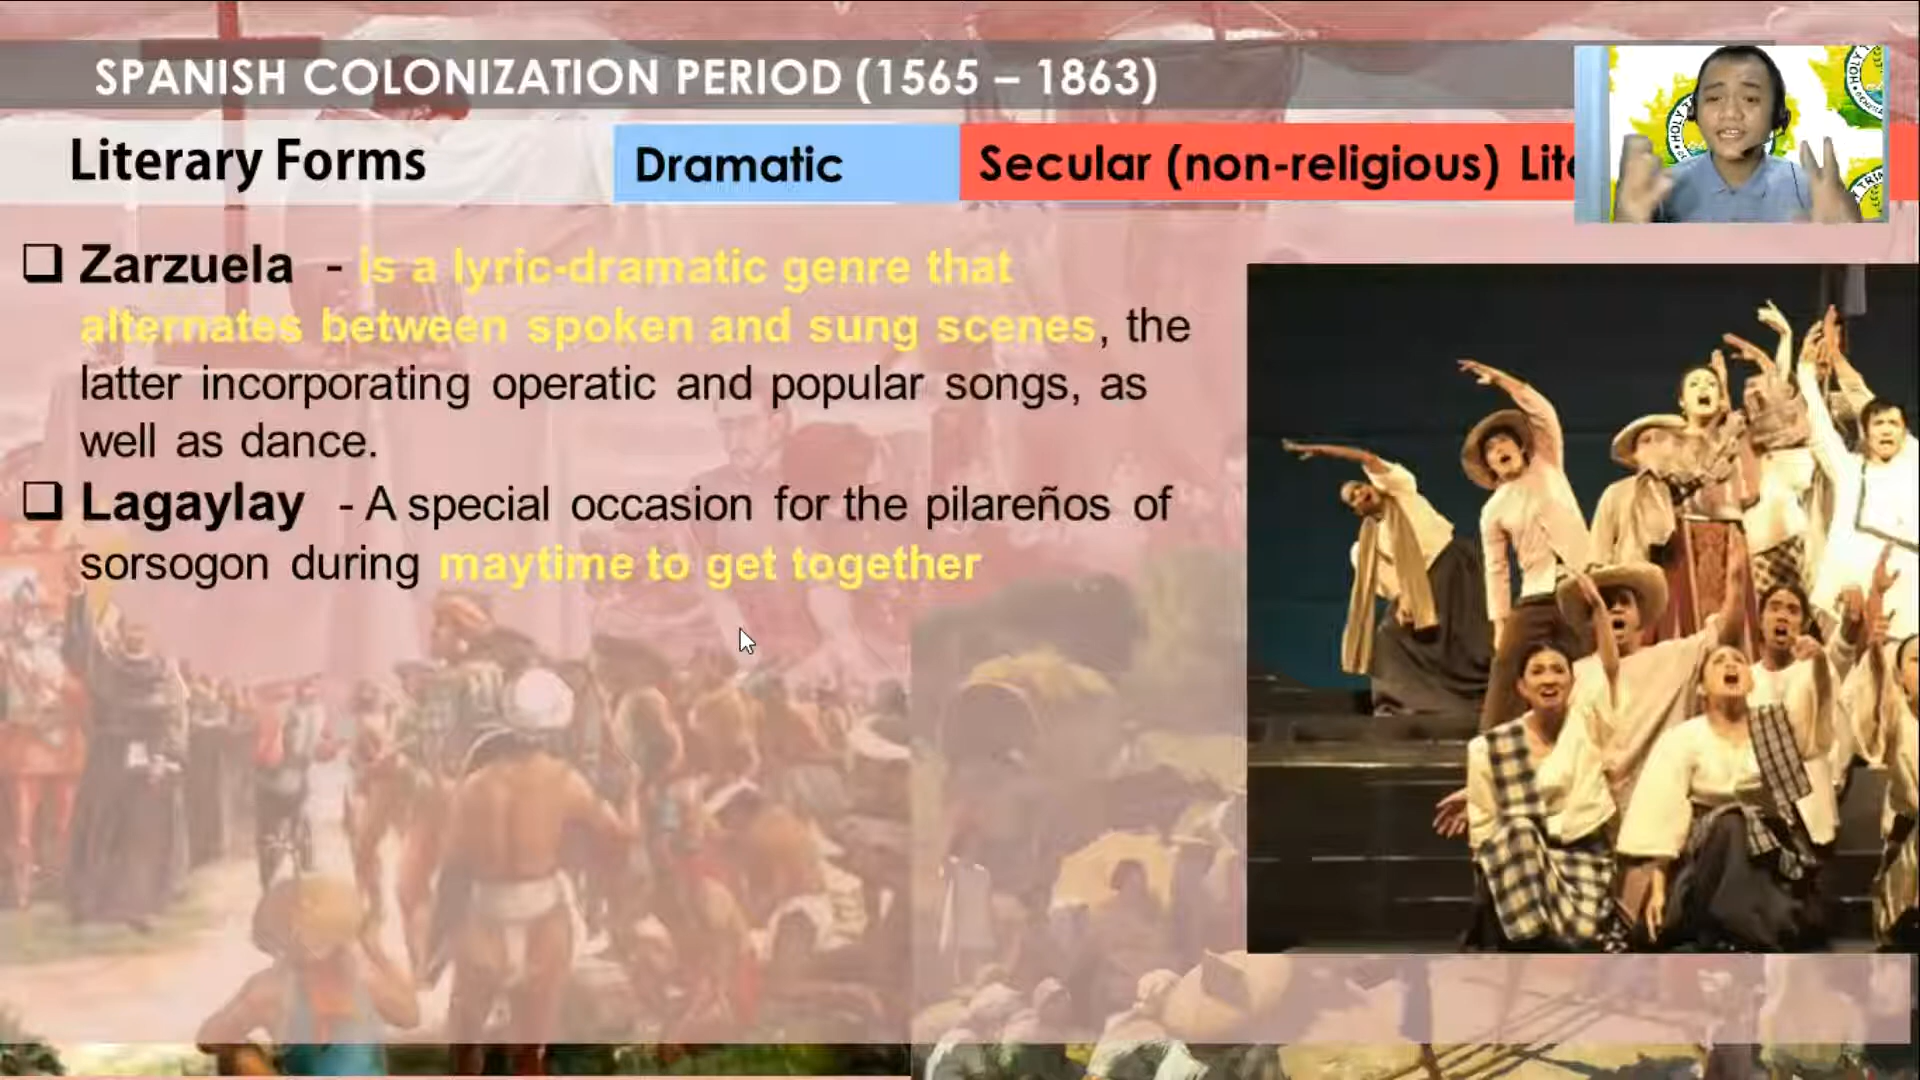 SPANISH COLONIZATION PERIOD (1565 – 1863)
Literary Forms
Dramatic
Secular (non-religious)
Zarzuela - is a lyric-dramatic genre that
alternates between spoken and sung scenes, the
latter incorporating operatic and popular songs, as
well as dance.
Lagaylay - A special occasion for the pilareños of
sorsogon during maytime to get together
HOLY
HOLY